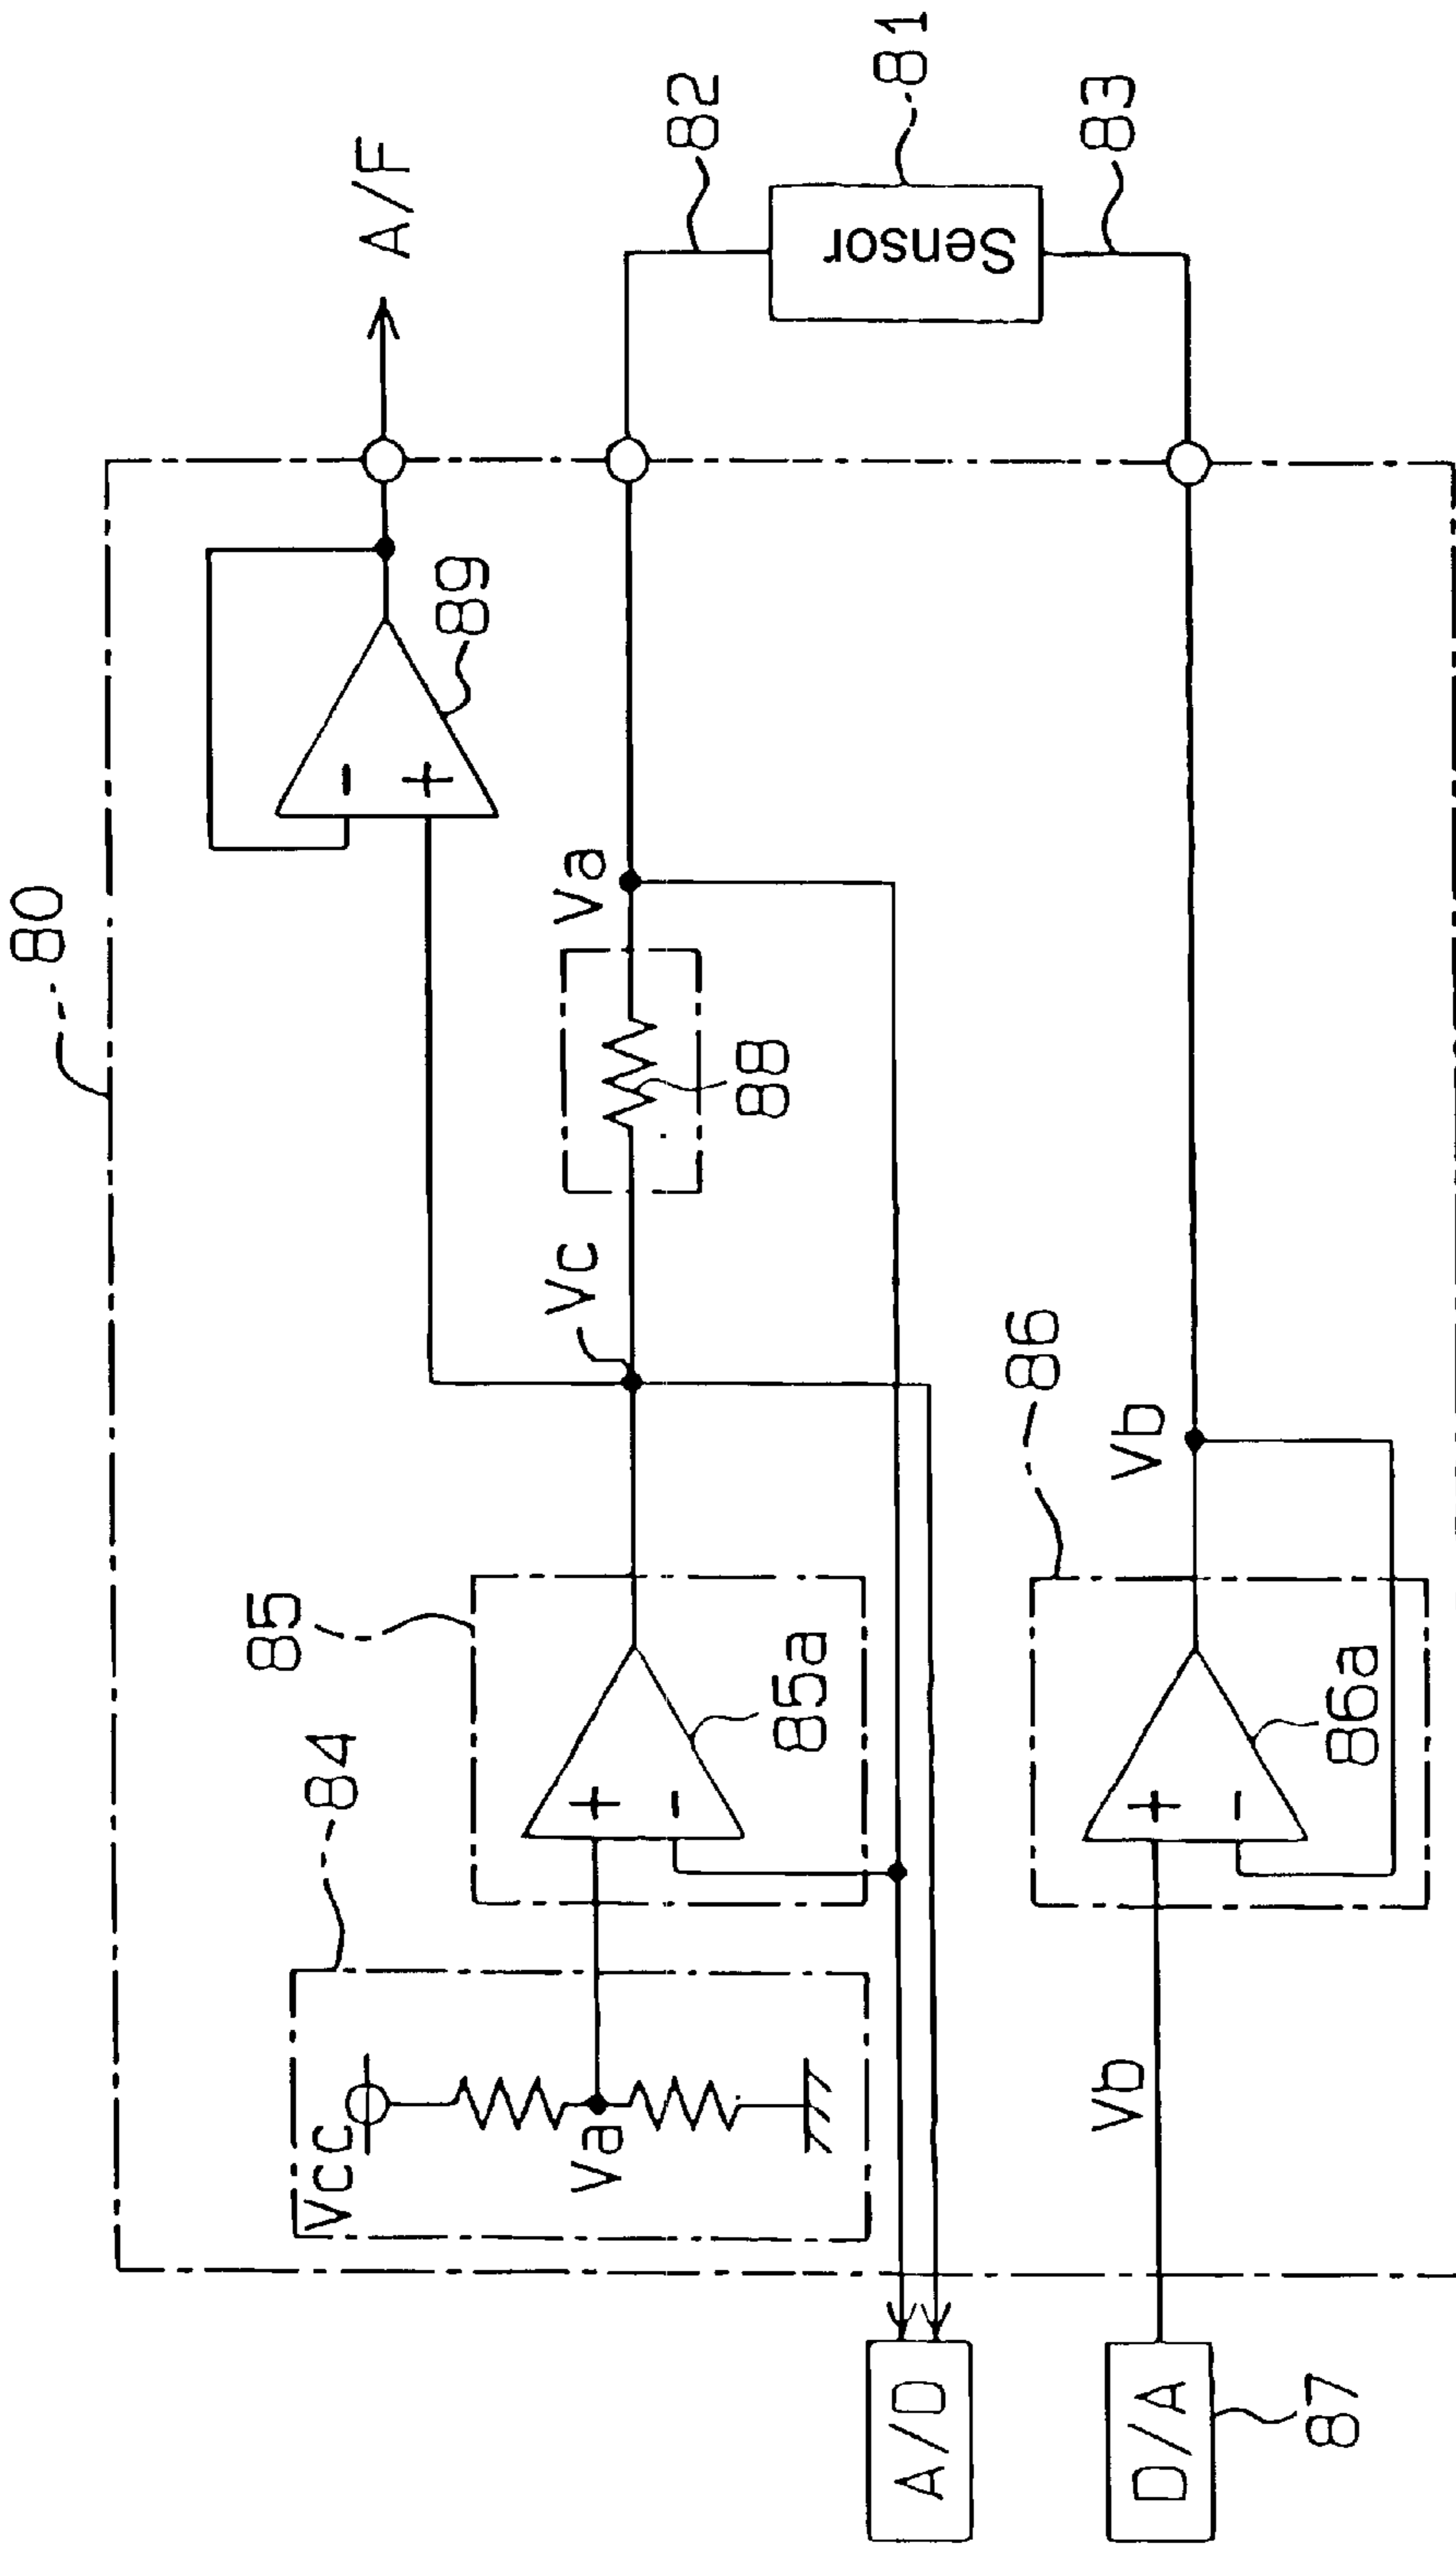 80
A/F
89
82
Sensor
81
83
Va
88
Vc
85
85a
84
Vcc
Va
86
Vb
86a
Vb
A/D
D/A
87
+
-
+
-
+
-